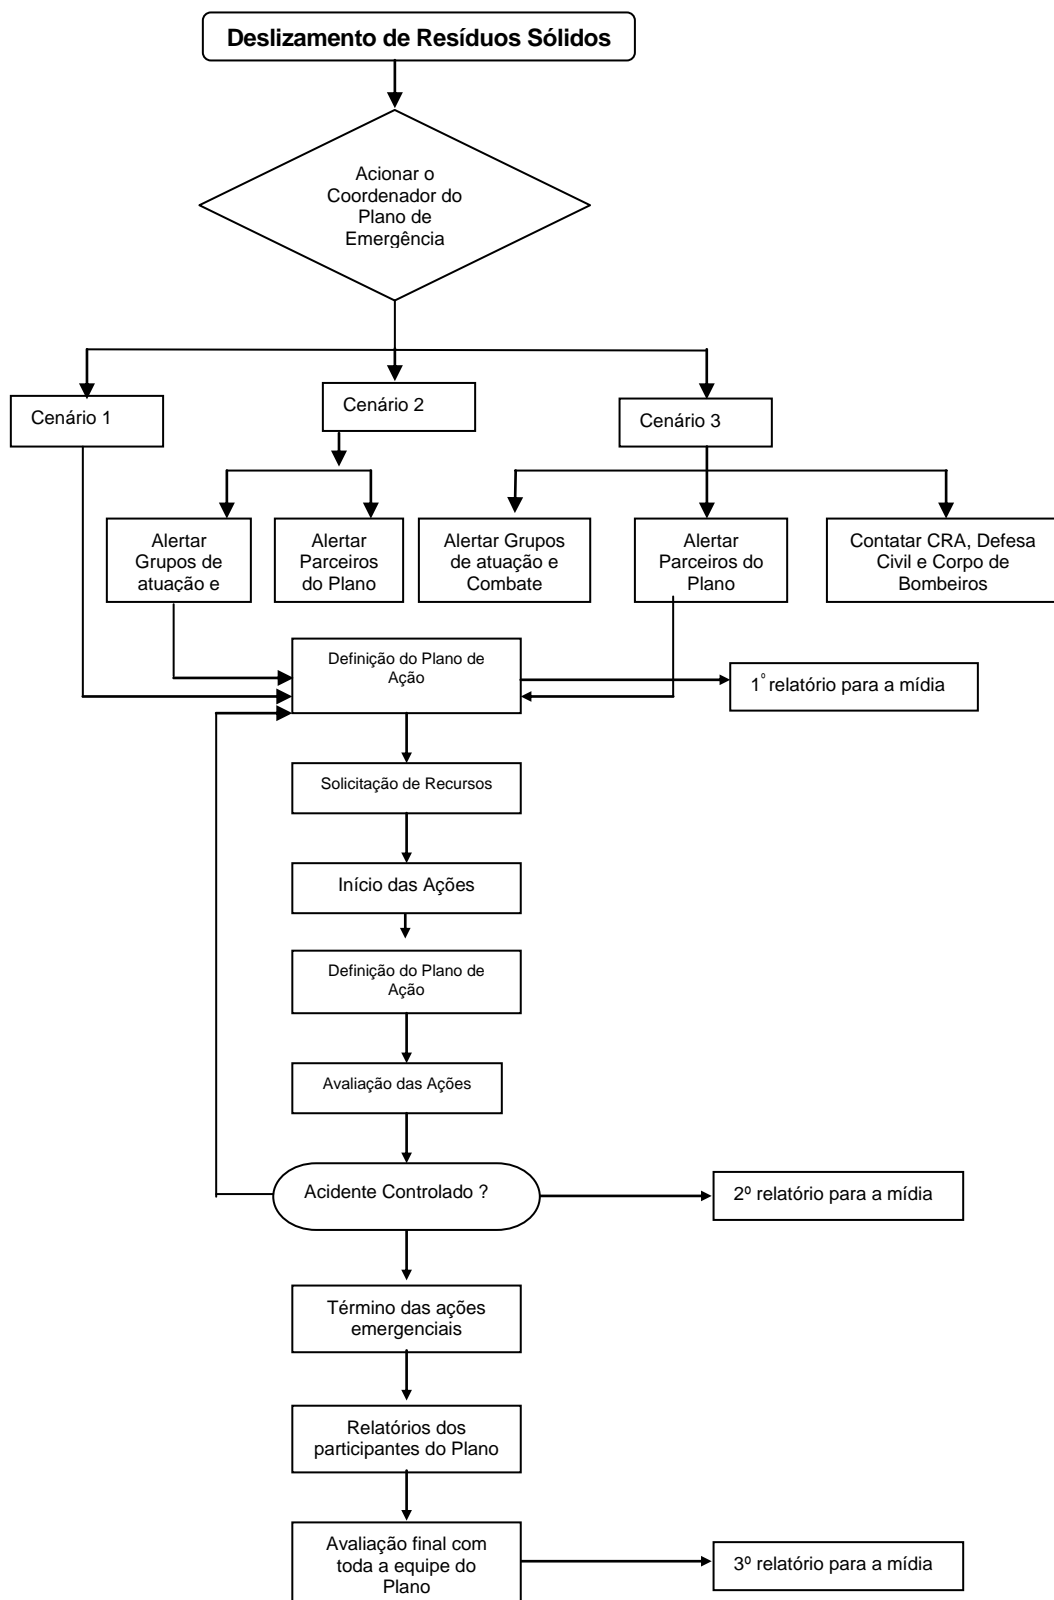 Deslizamento de Resíduos Sólidos
Acionar o
Coordenador do
Plano de
Emergência
Cenário 1
Cenário 2
Cenário 3
Alertar
Grupos de
atuação e
Alertar
Parceiros
do Plano
Alertar Grupos
de atuação e
Combate
Alertar
Parceiros do
Plano
Contatar CRA, Defesa
Civil e Corpo de
Bombeiros
Definição do Plano de
Ação
1º relatório para a mídia
Solicitação de Recursos
Início das Ações
Definição do Plano de
Ação
Avaliação das Ações
Acidente Controlado ?
2º relatório para a mídia
Término das ações
emergenciais
Relatórios dos
participantes do Plano
Avaliação final com
toda a equipe do
Plano
3º relatório para a mídia